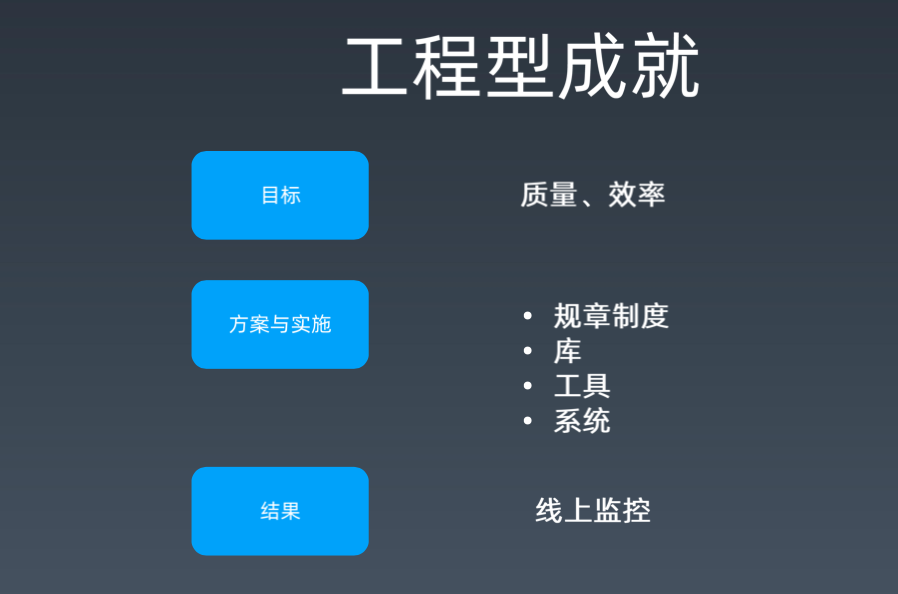 工程型成就
目标
质量、效率
方案与实施
• 规章制度
• 库
• 工具
• 系统
结果
线上监控